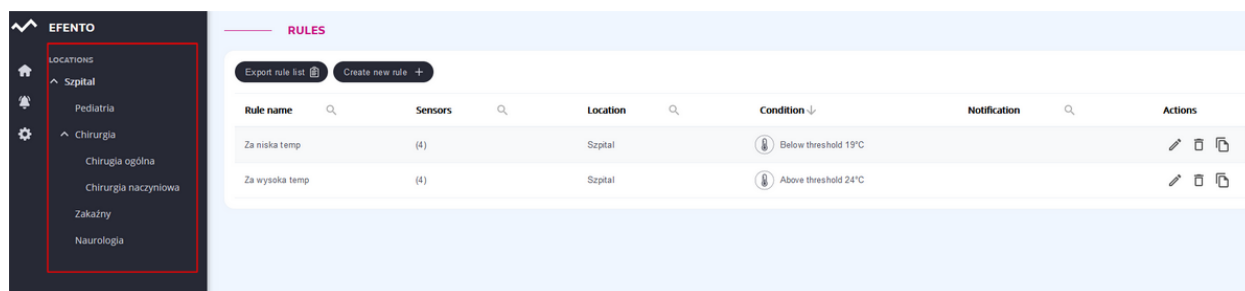 EFENTO
LOCATIONS
Szpital
Pediatria
Chirurgia
Chirugia ogólna
Chirurgia naczyniowa
Zakaźny
Naurologia
RULES
Export rule list Create new rule +
Rule name Sensors Location Condition ↓ Notification Actions
Za niska temp (4) Szpital Below threshold 19°C
Za wysoka temp (4) Szpital Above threshold 24°C